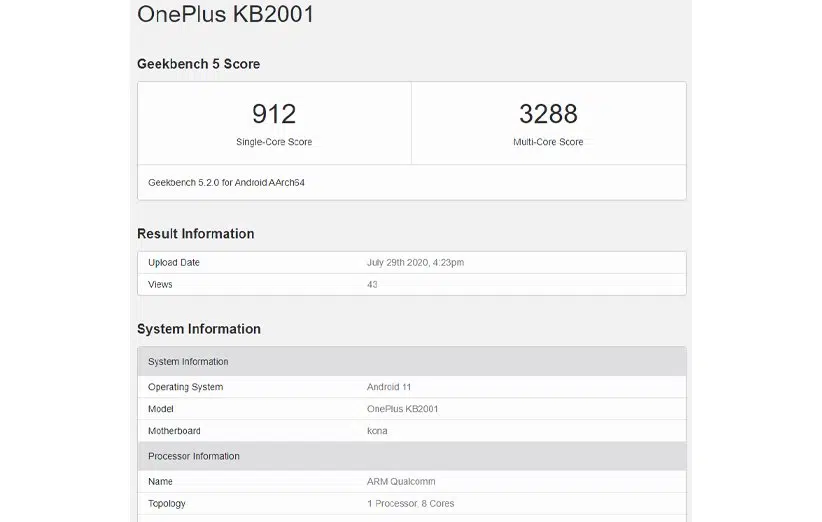 OnePlus KB2001
Geekbench 5 Score
912 3288
Single-Core Score Multi-Core Score
Geekbench 5.2.0 for Android AArch64
Result Information
Upload Date July 29th 2020, 4:23pm
Views 43
System Information
System Information
Operating System Android 11
Model OnePlus KB2001
Motherboard kona
Processor Information
Name ARM Qualcomm
Topology 1 Processor, 8 Cores